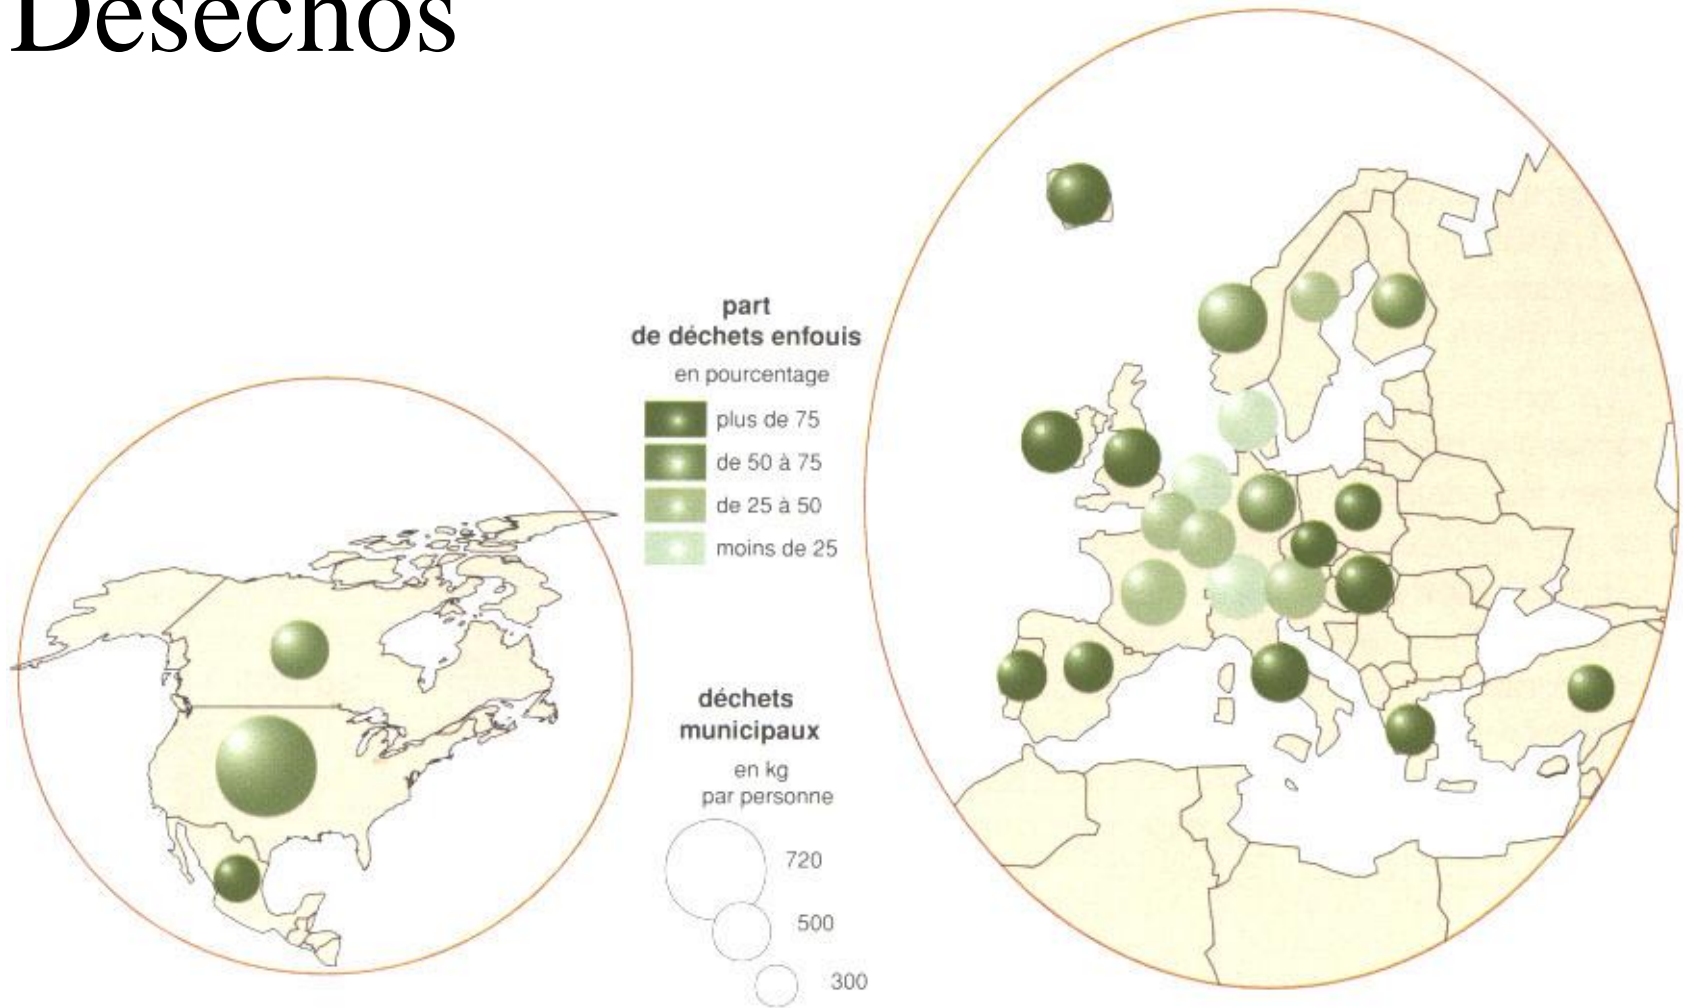 Desechos
part
de déchets enfouis
en pourcentage
plus de 75
de 50 à 75
de 25 à 50
moins de 25
déchets
municipaux
en kg
par personne
720
500
300